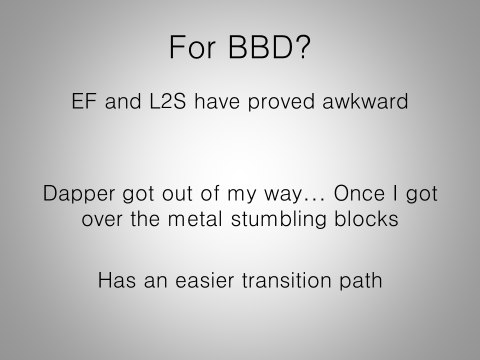 For BBD?
EF and L2S have proved awkward
Dapper got out of my way... Once I got
over the metal stumbling blocks
Has an easier transition path